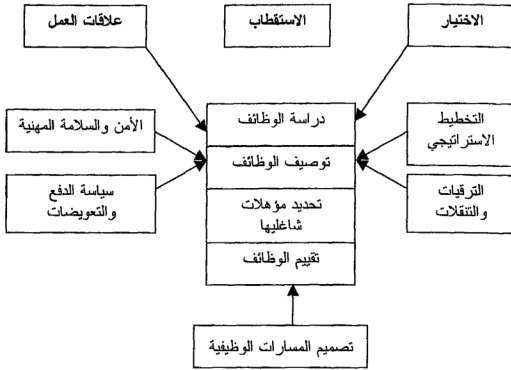 الاختيار
الاستقطاب
علاقات العمل
دراسة الوظائف
التخطيط
الاستراتيجي
الأمن والسلامة المهنية
توصيف الوظائف
الترقيات
والتنقلات
سياسة الدفع
والتعويضات
تحديد مؤهلات
شاغليها
تقييم الوظائف
تصميم المسارات الوظيفية